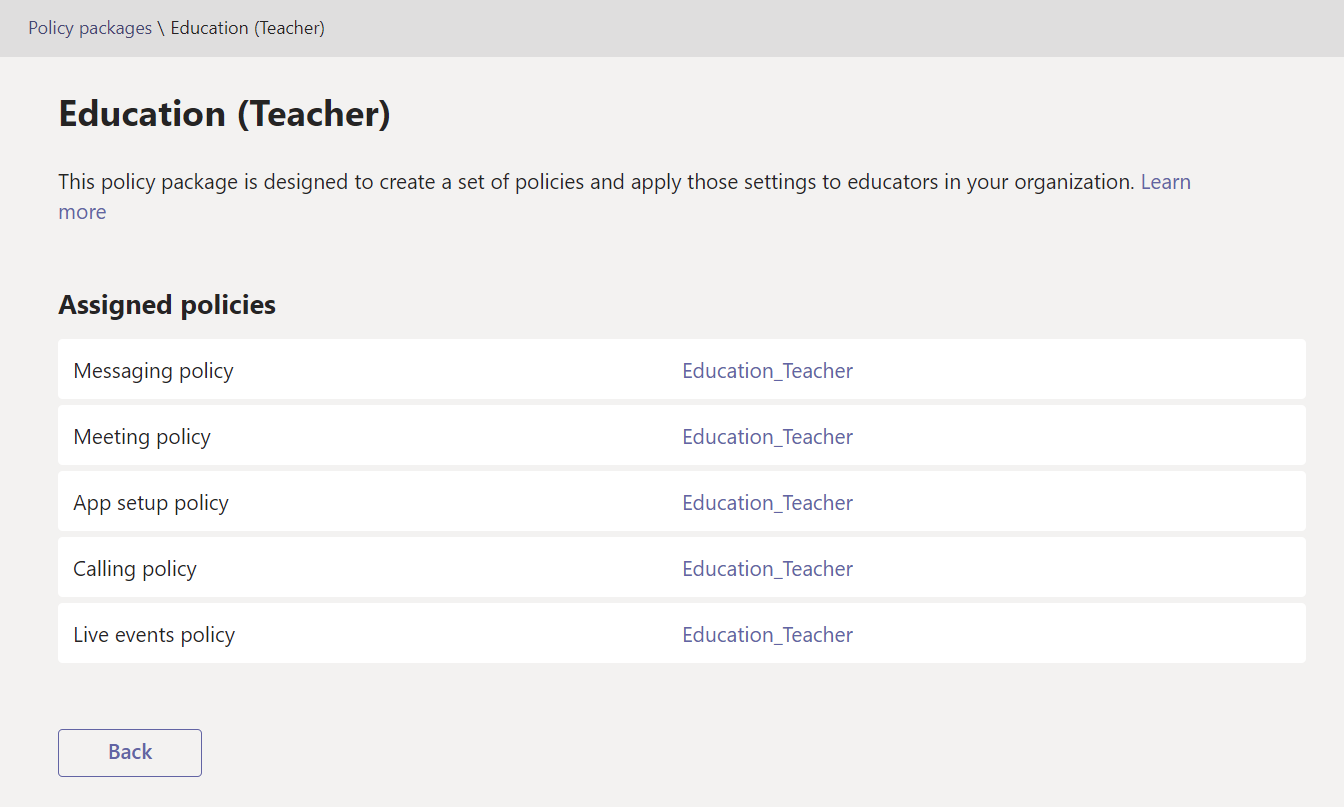 Policy packages \ Education (Teacher)
Education (Teacher)
This policy package is designed to create a set of policies and apply those settings to educators in your organization. Learn
more
Assigned policies
Messaging policy Education_Teacher
Meeting policy Education_Teacher
App setup policy Education_Teacher
Calling policy Education_Teacher
Live events policy Education_Teacher
Back